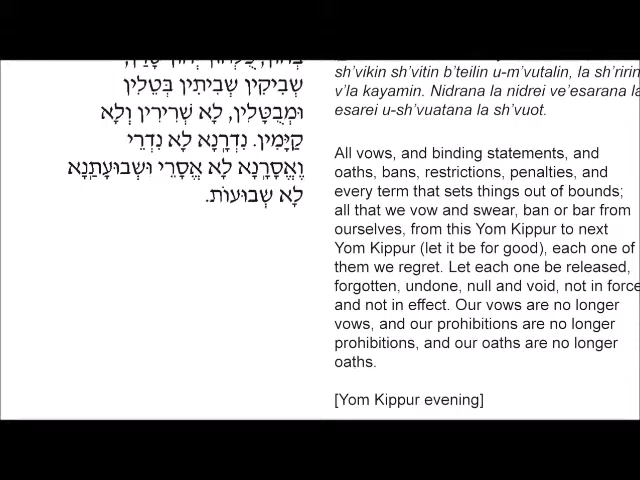 שְׁבִיקִין שְׁבִיתִין בְּטֵלִין
וּמְבֻטָּלִין, לָא שְׁרִירִין וְלָא
קַיָּמִין. נִדְרָֽנָא לָא נִדְרֵי
וֶאֱסָרָֽנָא לָא אֱסָרֵי וּשְׁבוּעָתָֽנָא
לָא שְׁבוּעוֹת.
sh’vikin sh’vitin b’teilin u-m’vutalin, la sh’ririn
v’la kayamin. Nidrana la nidrei ve’esarana la
esarei u-sh’vuatana la sh’vuot.
All vows, and binding statements, and
oaths, bans, restrictions, penalties, and
every term that sets things out of bounds;
all that we vow and swear, ban or bar from
ourselves, from this Yom Kippur to next
Yom Kippur (let it be for good), each one of
them we regret. Let each one be released,
forgotten, undone, null and void, not in force
and not in effect. Our vows are no longer
vows, and our prohibitions are no longer
prohibitions, and our oaths are no longer
oaths.
[Yom Kippur evening]